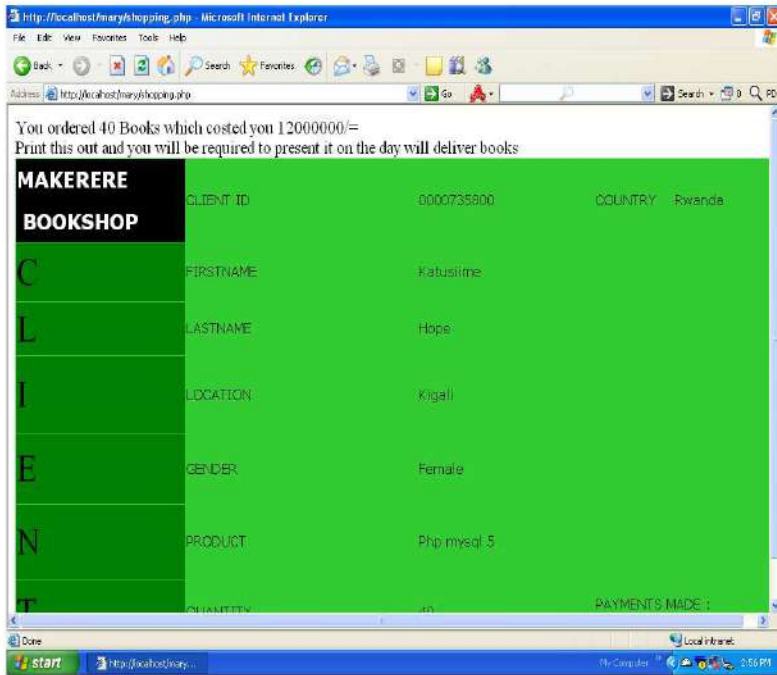 http://localhost/mary/shopping.php - Microsoft Internet Explorer
File Edit View Favorites Tools Help
Back Search Favorites
Address http://localhost/mary/shopping.php Go Search
You ordered 40 Books which costed you 12000000/=
Print this out and you will be required to present it on the day will deliver books
MAKERERE
BOOKSHOP
CLIENT ID 0000735800 COUNTRY Rwanda
C FIRSTNAME Katusiime
L LASTNAME Hope
I LOCATION Kigali
E GENDER Female
N PRODUCT Php mysql 5
PAYMENTS MADE :
T QUANTITY 40
Done Local intranet
start http://localhost/mary... My Computer 2:56 PM